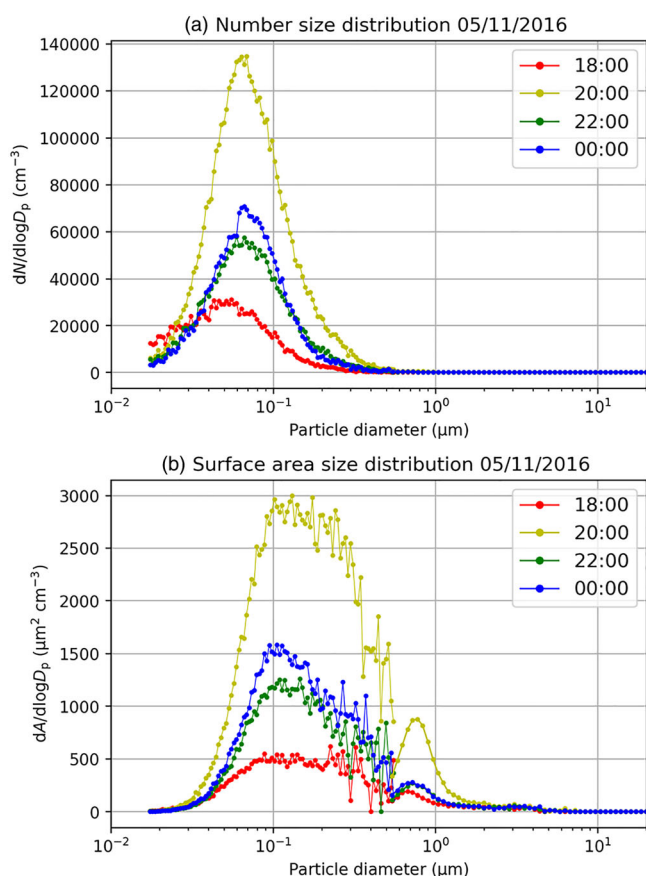 (a) Number size distribution 05/11/2016
140000
120000
100000
80000
60000
40000
20000
0
dN/dlogDₚ (cm⁻³)
18:00
20:00
22:00
00:00
10⁻² 10⁻¹ 10⁰ 10¹
Particle diameter (µm)
(b) Surface area size distribution 05/11/2016
3000
2500
2000
1500
1000
500
0
dA/dlogDₚ (µm² cm⁻³)
18:00
20:00
22:00
00:00
10⁻² 10⁻¹ 10⁰ 10¹
Particle diameter (µm)